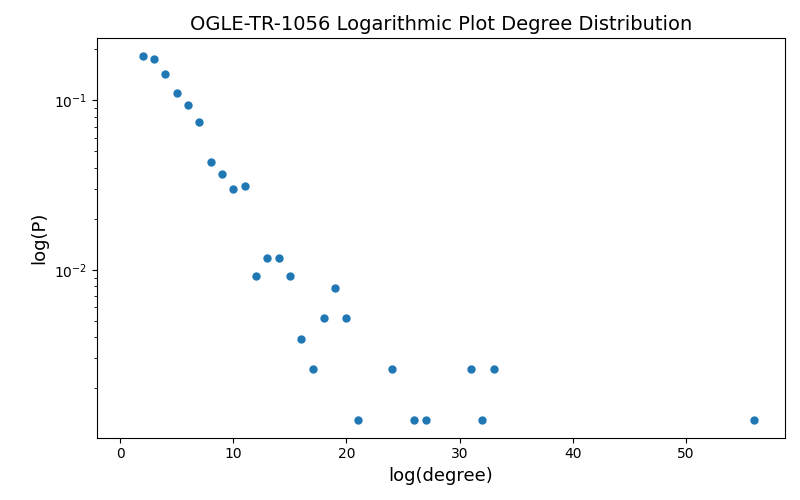 OGLE-TR-1056 Logarithmic Plot Degree Distribution
log(P)
10⁻¹
10⁻²
0 10 20 30 40 50
log(degree)